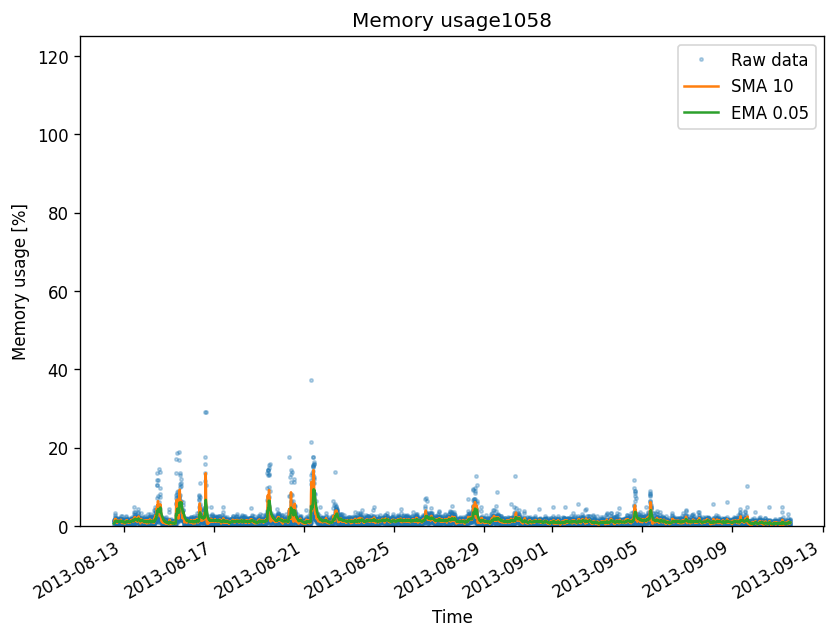 Memory usage1058
Raw data
SMA 10
EMA 0.05
Memory usage [%]
120
100
80
60
40
20
0
2013-08-13
2013-08-17
2013-08-21
2013-08-25
2013-08-29
2013-09-01
2013-09-05
2013-09-09
2013-09-13
Time